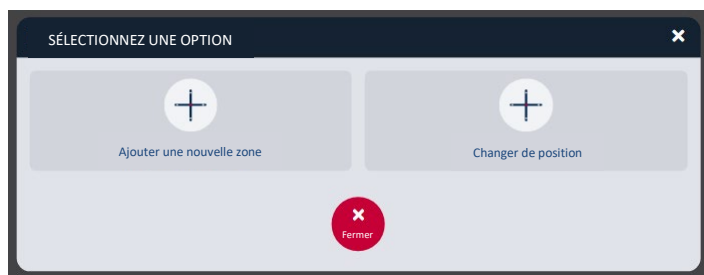 SÉLECTIONNEZ UNE OPTION
Ajouter une nouvelle zone
Changer de position
Fermer